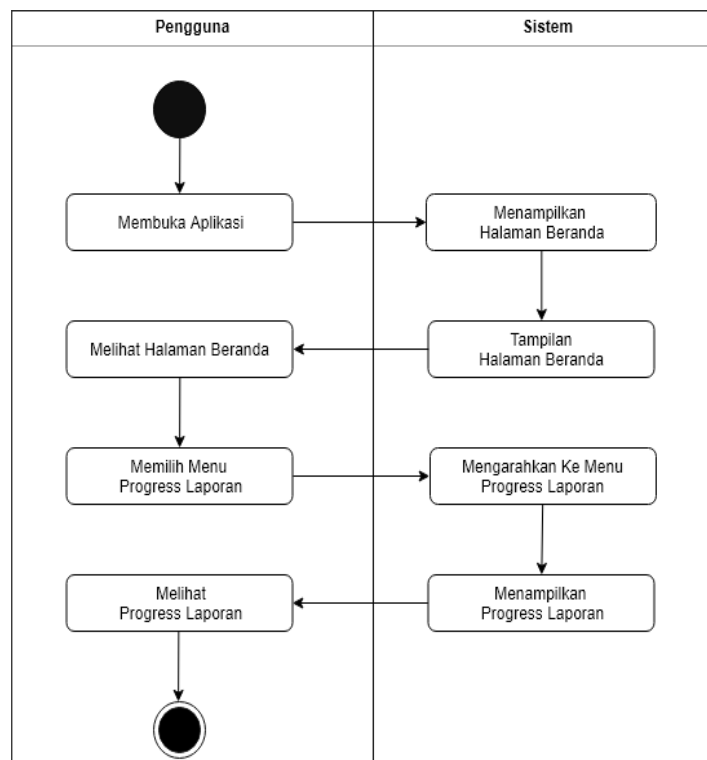 Pengguna
Sistem
Membuka Aplikasi
Menampilkan
Halaman Beranda
Melihat Halaman Beranda
Tampilan
Halaman Beranda
Memilih Menu
Progress Laporan
Mengarahkan Ke Menu
Progress Laporan
Melihat
Progress Laporan
Menampilkan
Progress Laporan